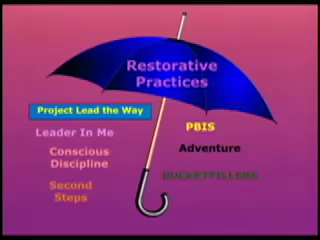 Restorative
Practices
Project Lead the Way
Leader In Me
PBIS
Conscious
Discipline
Adventure
BUCKETFILLERS
Second
Steps